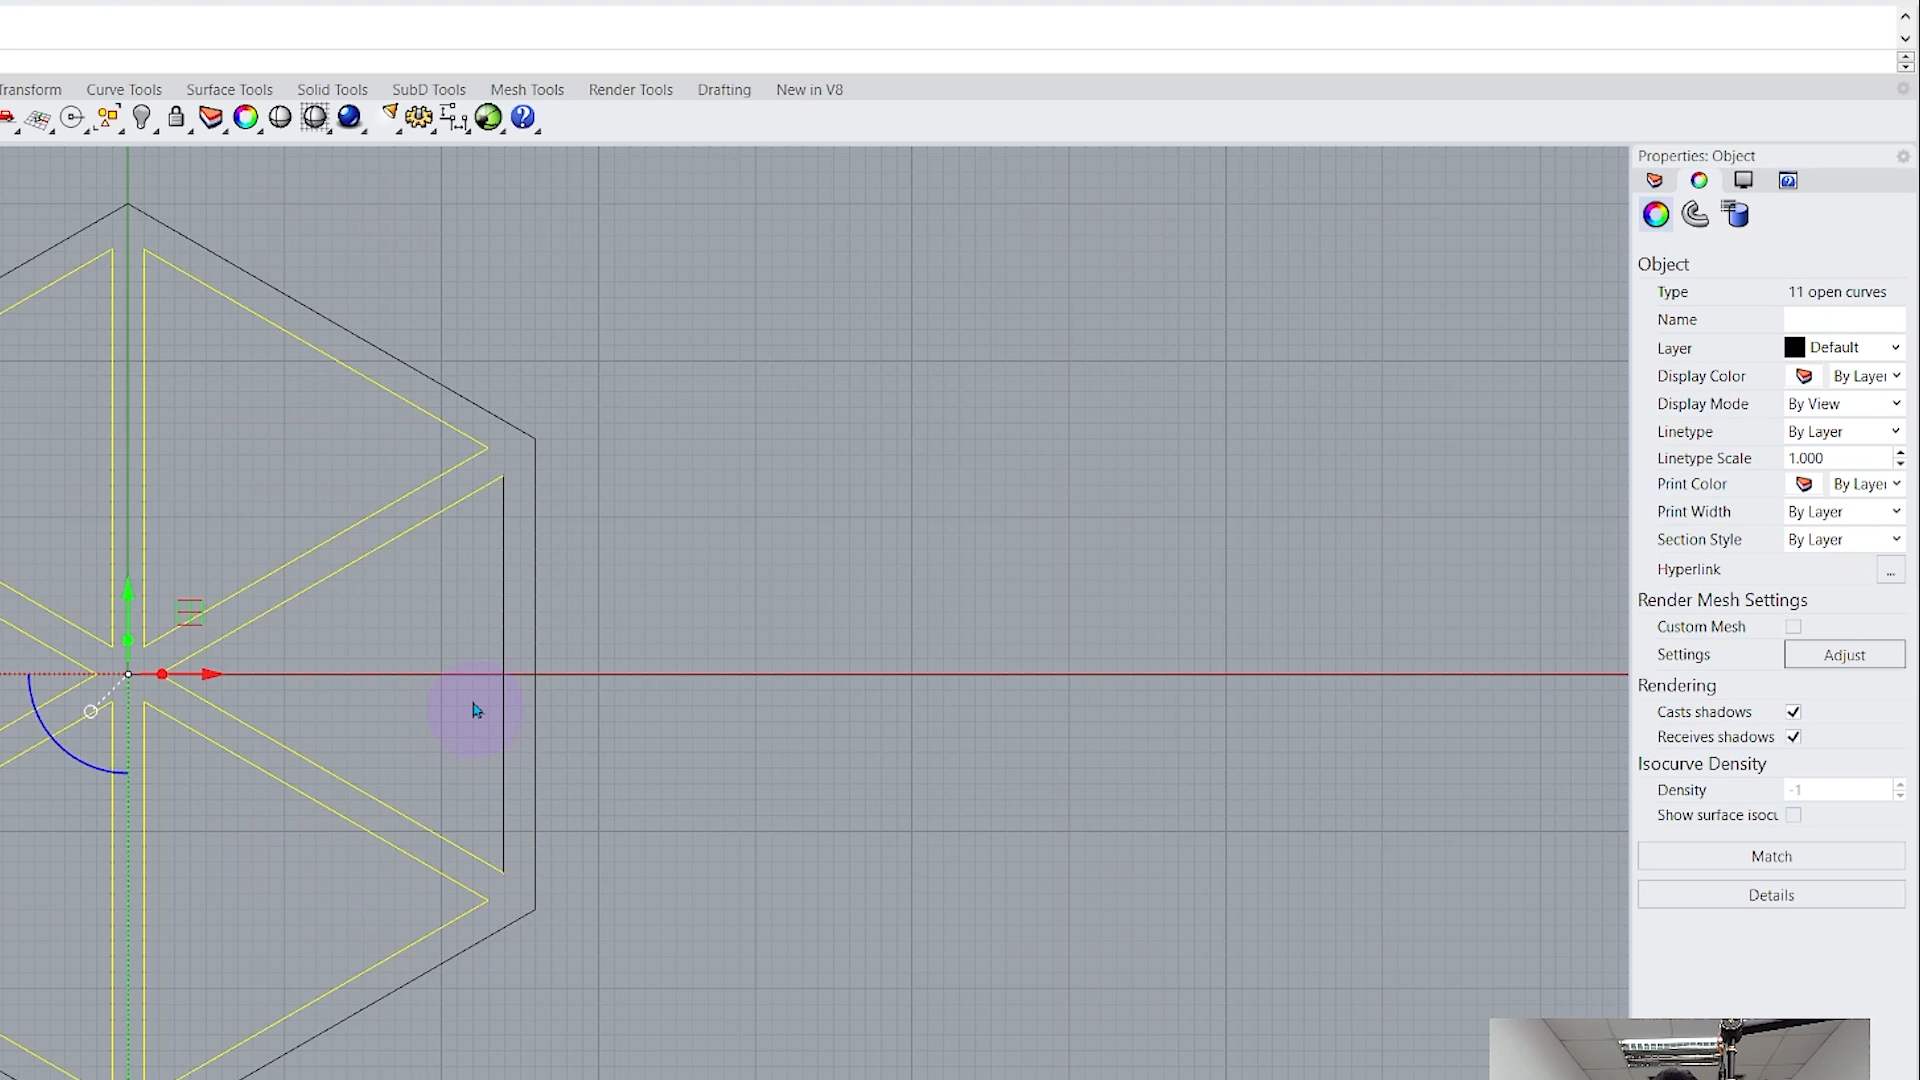 Transform Curve Tools Surface Tools Solid Tools SubD Tools Mesh Tools Render Tools Drafting New in V8
Properties: Object
Object
Type 11 open curves
Name
Layer Default
Display Color By Layer
Display Mode By View
Linetype By Layer
Linetype Scale 1.000
Print Color By Layer
Print Width By Layer
Section Style By Layer
Hyperlink ...
Render Mesh Settings
Custom Mesh
Settings Adjust
Rendering
Casts shadows
Receives shadows
Isocurve Density
Density -1
Show surface isocu
Match
Details